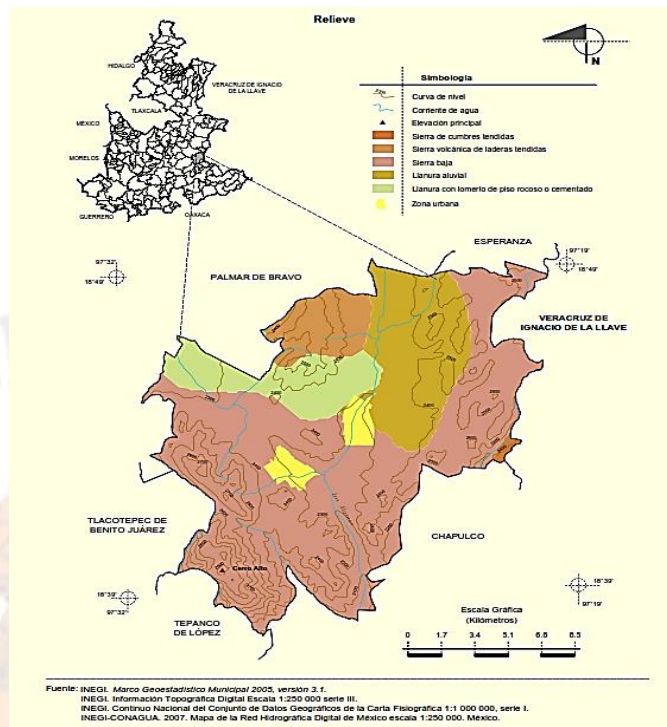 Relieve
HIDALGO
VERACRUZ DE IGNACIO
DE LA LLAVE
TLAXCALA
MÉXICO
MORELOS
GUERRERO
OAXACA
N
Simbología
Curva de nivel
Corriente de agua
Elevación principal
Sierra de cumbres tendidas
Sierra volcánica de laderas tendidas
Sierra baja
Llanura aluvial
Llanura con lomerío de piso rocoso o cementado
Zona urbana
ESPERANZA
97°32'
18°49'
97°19'
18°49'
PALMAR DE BRAVO
VERACRUZ DE
IGNACIO DE LA LLAVE
TLACOTEPEC DE
BENITO JUÁREZ
CHAPULCO
Cerro Alto
18°39'
97°32'
18°39'
97°19'
TEPANCO
DE LÓPEZ
Escala Gráfica
(Kilómetros)
0 1.7 3.4 5.1 6.8 8.5
Fuente: INEGI. Marco Geoestadístico Municipal 2005, versión 3.1.
INEGI. Información Topográfica Digital Escala 1:250 000 serie III.
INEGI. Continuo Nacional del Conjunto de Datos Geográficos de la Carta Fisiográfica 1:1 000 000, serie I.
INEGI-CONAGUA. 2007. Mapa de la Red Hidrográfica Digital de México escala 1:250 000. México.